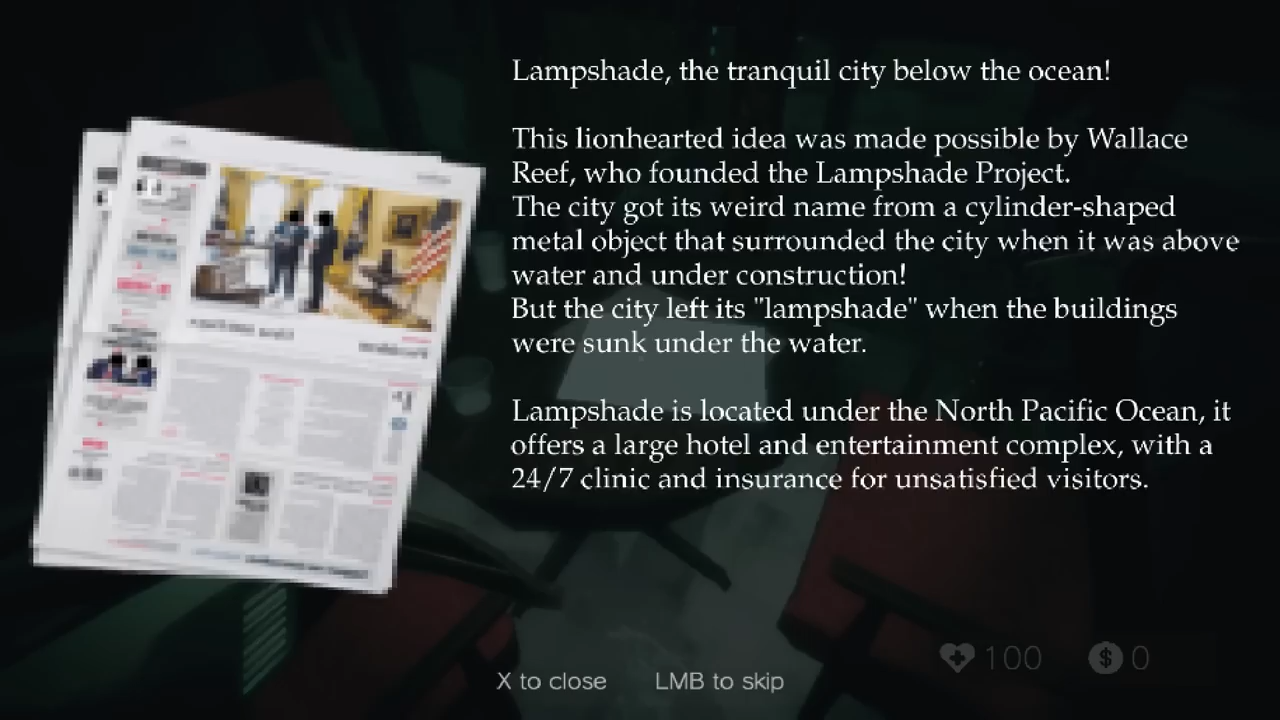 Lampshade, the tranquil city below the ocean!
This lionhearted idea was made possible by Wallace
Reef, who founded the Lampshade Project.
The city got its weird name from a cylinder-shaped
metal object that surrounded the city when it was above
water and under construction!
But the city left its "lampshade" when the buildings
were sunk under the water.
Lampshade is located under the North Pacific Ocean, it
offers a large hotel and entertainment complex, with a
24/7 clinic and insurance for unsatisfied visitors.
100 $ 0
X to close LMB to skip